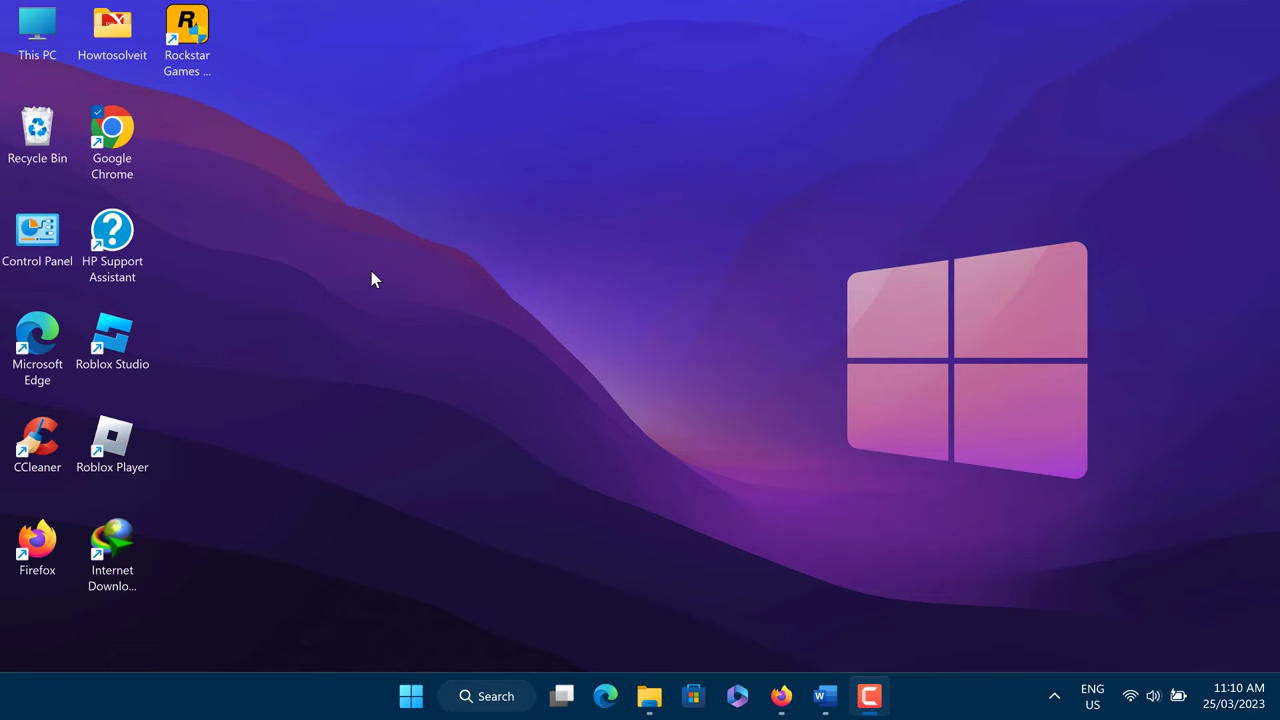 This PC
Howtosolveit
Rockstar
Games ...
Recycle Bin
Google
Chrome
Control Panel
HP Support
Assistant
Microsoft
Edge
Roblox Studio
CCleaner
Roblox Player
Firefox
Internet
Downlo...
Search
ENG
US
11:10 AM
25/03/2023